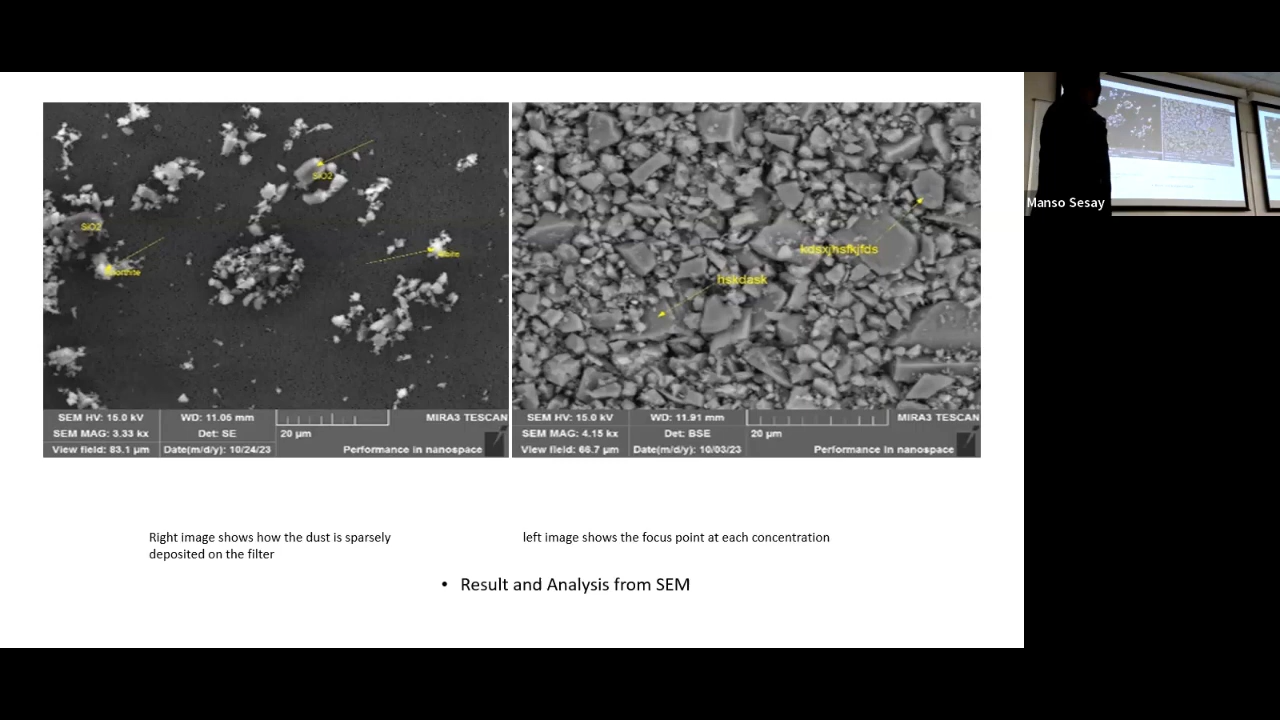 SiO2
SiO2
kdsxjhsfkjfds
hskdask
SEM HV: 15.0 kV
WD: 11.05 mm
MIRA3 TESCAN
SEM MAG: 3.33 kx
Det: SE
20 µm
View field: 83.1 µm
Date(m/d/y): 10/24/23
Performance in nanospace
SEM HV: 15.0 kV
WD: 11.91 mm
MIRA3 TESCAN
SEM MAG: 4.15 kx
Det: BSE
20 µm
View field: 66.7 µm
Date(m/d/y): 10/03/23
Performance in nanospace
Manso Sesay
Right image shows how the dust is sparsely
deposited on the filter
left image shows the focus point at each concentration
• Result and Analysis from SEM